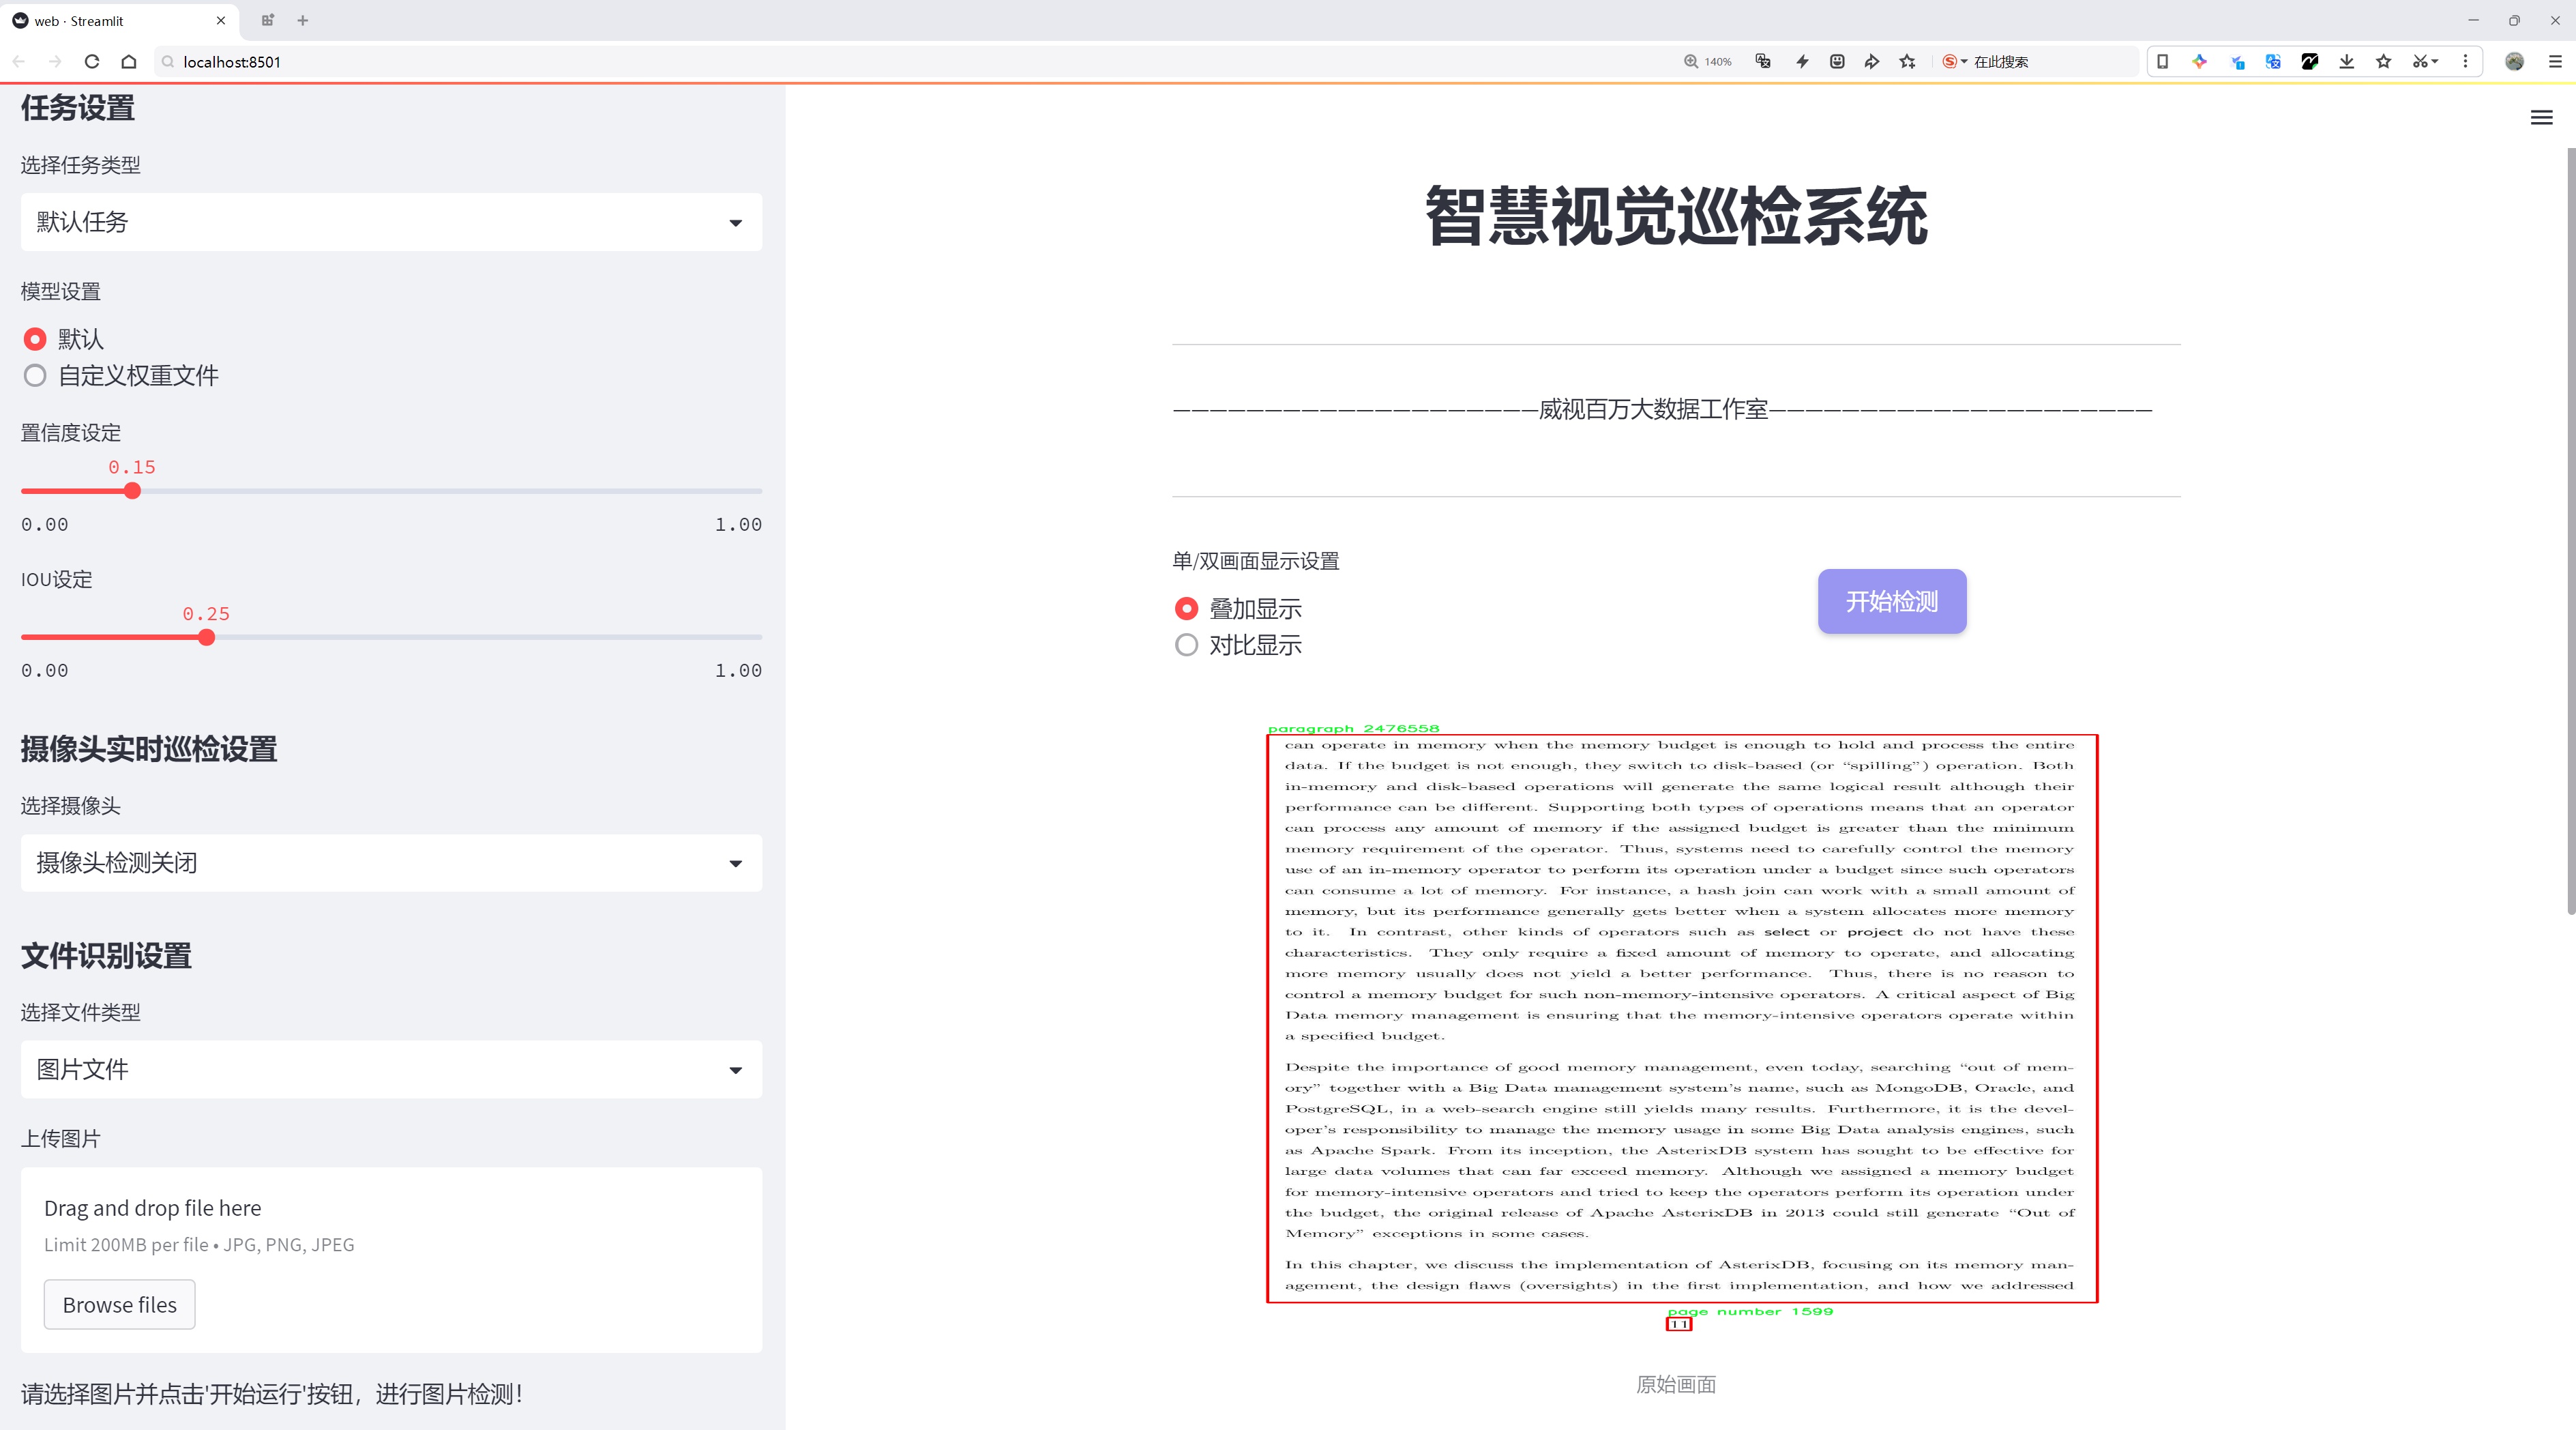 web · Streamlit
localhost:8501
140%
在此搜索
任务设置
选择任务类型
默认任务
模型设置
默认
自定义权重文件
置信度设定
0.15
0.00
1.00
IOU设定
0.25
0.00
1.00
摄像头实时巡检设置
选择摄像头
摄像头检测关闭
文件识别设置
选择文件类型
图片文件
上传图片
Drag and drop file here
Limit 200MB per file • JPG, PNG, JPEG
Browse files
请选择图片并点击'开始运行'按钮，进行图片检测！
智慧视觉巡检系统
————————————————————威视百万大数据工作室—————————————————————
单/双画面显示设置
叠加显示
对比显示
开始检测
paragraph 2476558
can operate in memory when the memory budget is enough to hold and process the entire
data. If the budget is not enough, they switch to disk-based (or “spilling”) operation. Both
in-memory and disk-based operations will generate the same logical result although their
performance can be different. Supporting both types of operations means that an operator
can process any amount of memory if the assigned budget is greater than the minimum
memory requirement of the operator. Thus, systems need to carefully control the memory
use of an in-memory operator to perform its operation under a budget since such operators
can consume a lot of memory. For instance, a hash join can work with a small amount of
memory, but its performance generally gets better when a system allocates more memory
to it. In contrast, other kinds of operators such as select or project do not have these
characteristics. They only require a fixed amount of memory to operate, and allocating
more memory usually does not yield a better performance. Thus, there is no reason to
control a memory budget for such non-memory-intensive operators. A critical aspect of Big
Data memory management is ensuring that the memory-intensive operators operate within
a specified budget.
Despite the importance of good memory management, even today, searching “out of mem-
ory” together with a Big Data management system’s name, such as MongoDB, Oracle, and
PostgreSQL, in a web-search engine still yields many results. Furthermore, it is the devel-
oper’s responsibility to manage the memory usage in some Big Data analysis engines, such
as Apache Spark. From its inception, the AsterixDB system has sought to be effective for
large data volumes that can far exceed memory. Although we assigned a memory budget
for memory-intensive operators and tried to keep the operators perform its operation under
the budget, the original release of Apache AsterixDB in 2013 could still generate “Out of
Memory” exceptions in some cases.
In this chapter, we discuss the implementation of AsterixDB, focusing on its memory man-
agement, the design flaws (oversights) in the first implementation, and how we addressed
page number 1599
11
原始画面